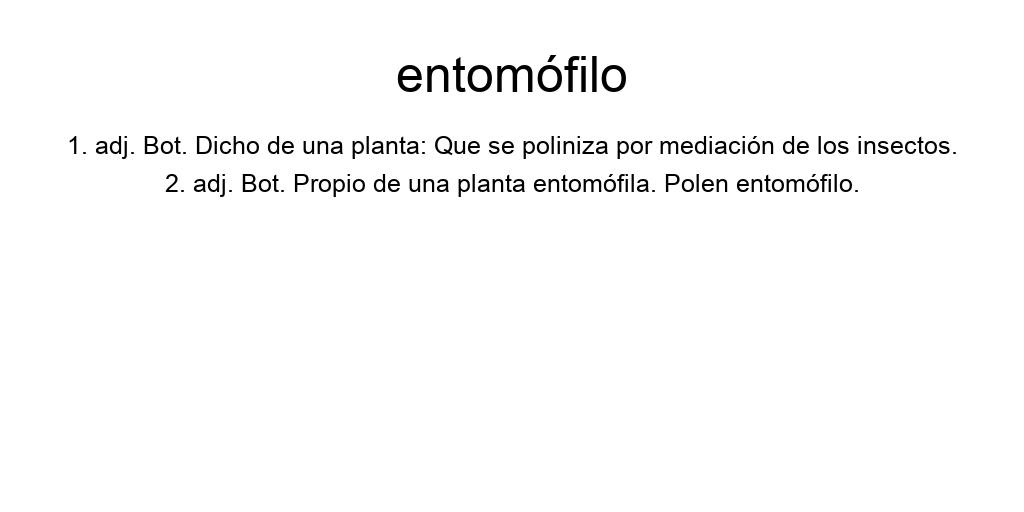 entomófilo
1. adj. Bot. Dicho de una planta: Que se poliniza por mediación de los insectos.
2. adj. Bot. Propio de una planta entomófila. Polen entomófilo.